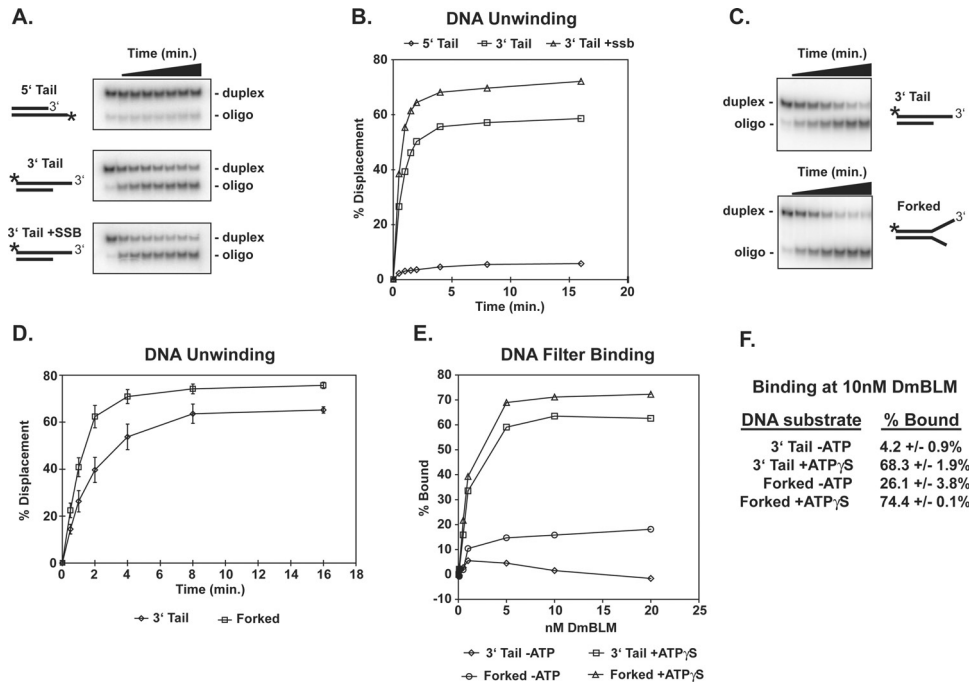 A.
Time (min.)
5' Tail
3'
*
- duplex
- oligo
3' Tail
*
3'
- duplex
- oligo
3' Tail +SSB
*
3'
- duplex
- oligo
B.
DNA Unwinding
5' Tail 3' Tail 3' Tail +ssb
% Displacement
80
60
40
20
0
0 5 10 15 20
Time (min.)
C.
Time (min.)
duplex -
oligo -
3' Tail
*
3'
Time (min.)
duplex -
oligo -
Forked
*
3'
D.
DNA Unwinding
% Displacement
80
60
40
20
0
0 2 4 6 8 10 12 14 16 18
Time (min.)
3' Tail Forked
E.
DNA Filter Binding
% Bound
80
70
60
50
40
30
20
10
0
-10
0 5 10 15 20 25
nM DmBLM
3' Tail -ATP 3' Tail +ATPγS
Forked -ATP Forked +ATPγS
F.
Binding at 10nM DmBLM
DNA substrate % Bound
3' Tail -ATP 4.2 +/- 0.9%
3' Tail +ATPγS 68.3 +/- 1.9%
Forked -ATP 26.1 +/- 3.8%
Forked +ATPγS 74.4 +/- 0.1%